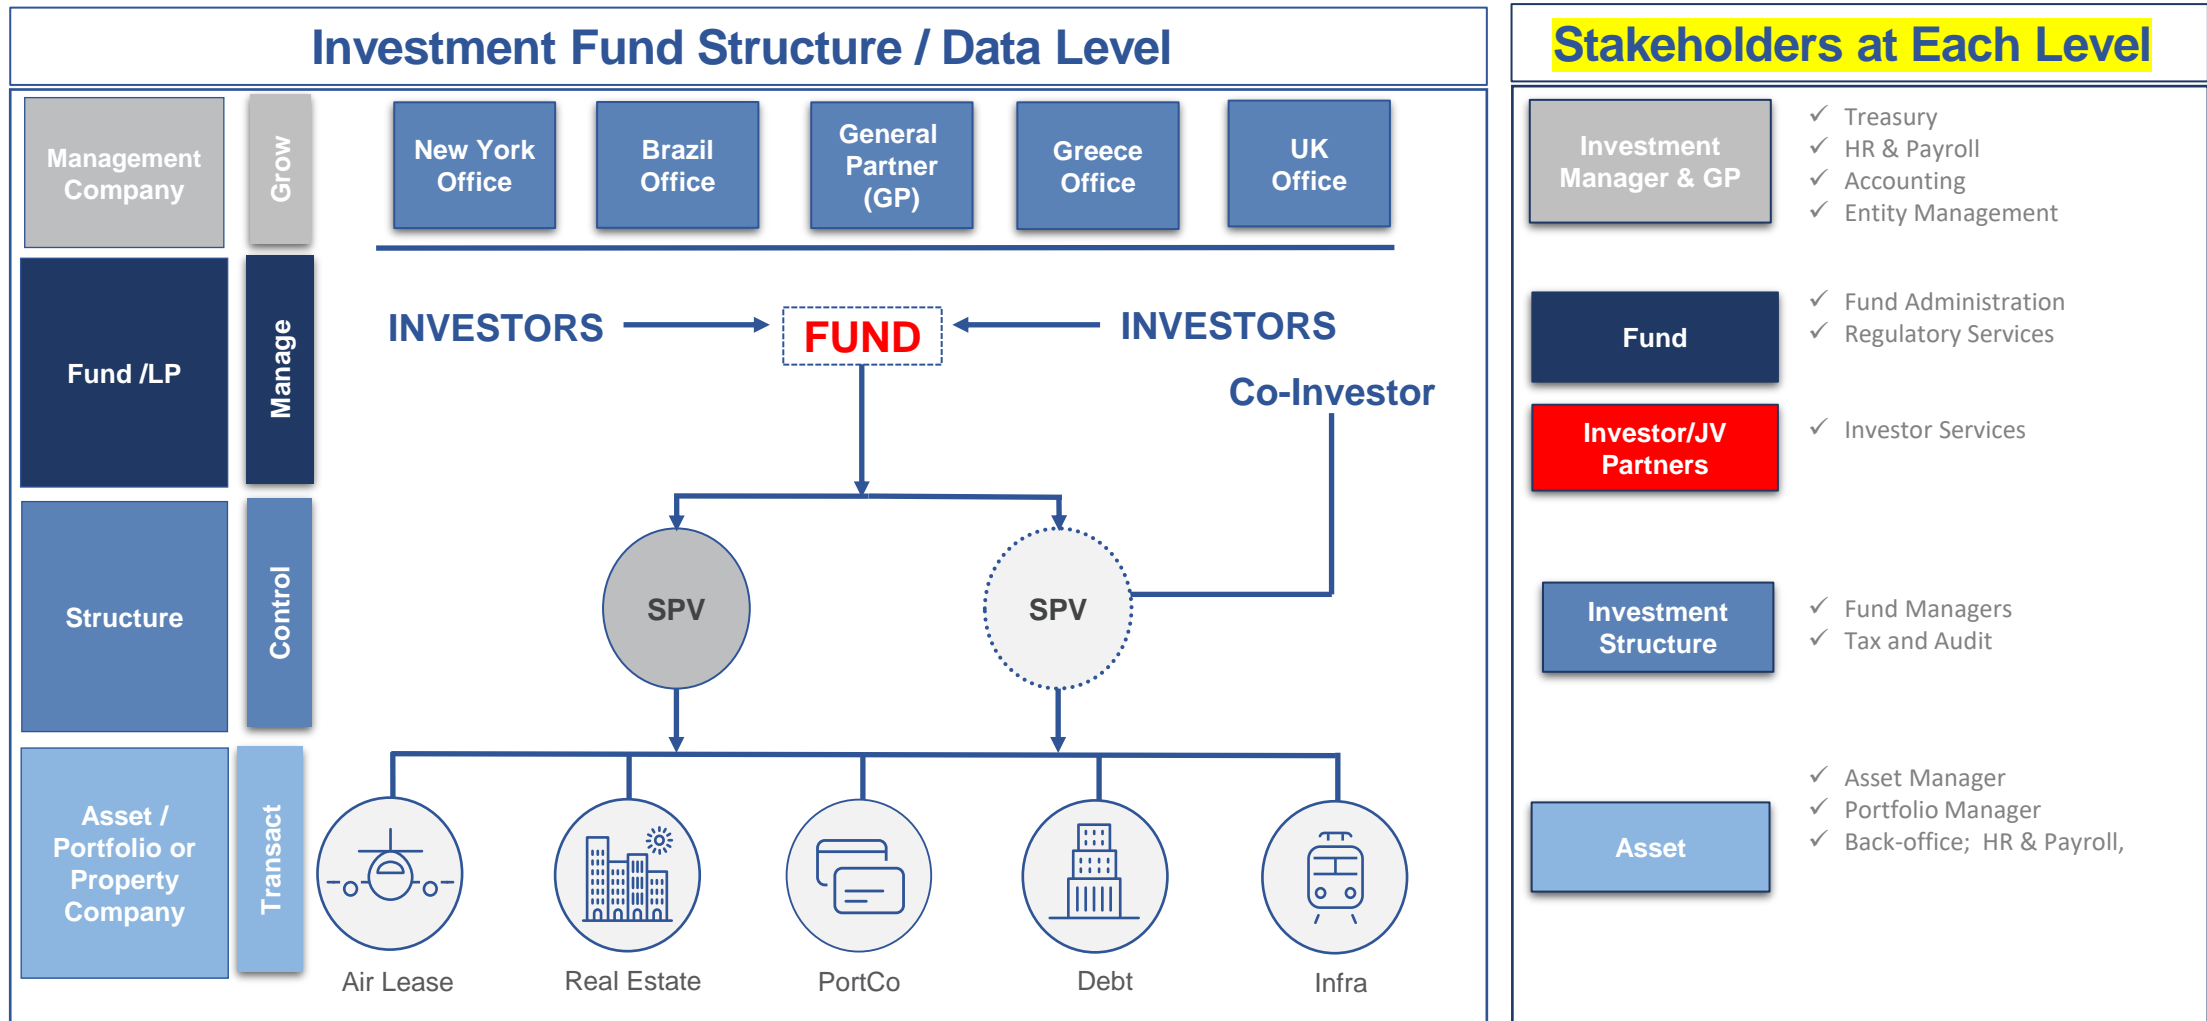 Investment Fund Structure / Data Level
Stakeholders at Each Level
Management
Company
Grow
New York
Office
Brazil
Office
General
Partner
(GP)
Greece
Office
UK
Office
Investment
Manager & GP
Treasury
HR & Payroll
Accounting
Entity Management
Fund /LP
Manage
INVESTORS
FUND
INVESTORS
Co-Investor
Fund
Fund Administration
Regulatory Services
Investor/JV
Partners
Investor Services
Structure
Control
SPV
SPV
Investment
Structure
Fund Managers
Tax and Audit
Asset /
Portfolio or
Property
Company
Transact
Air Lease
Real Estate
PortCo
Debt
Infra
Asset
Asset Manager
Portfolio Manager
Back-office; HR & Payroll,